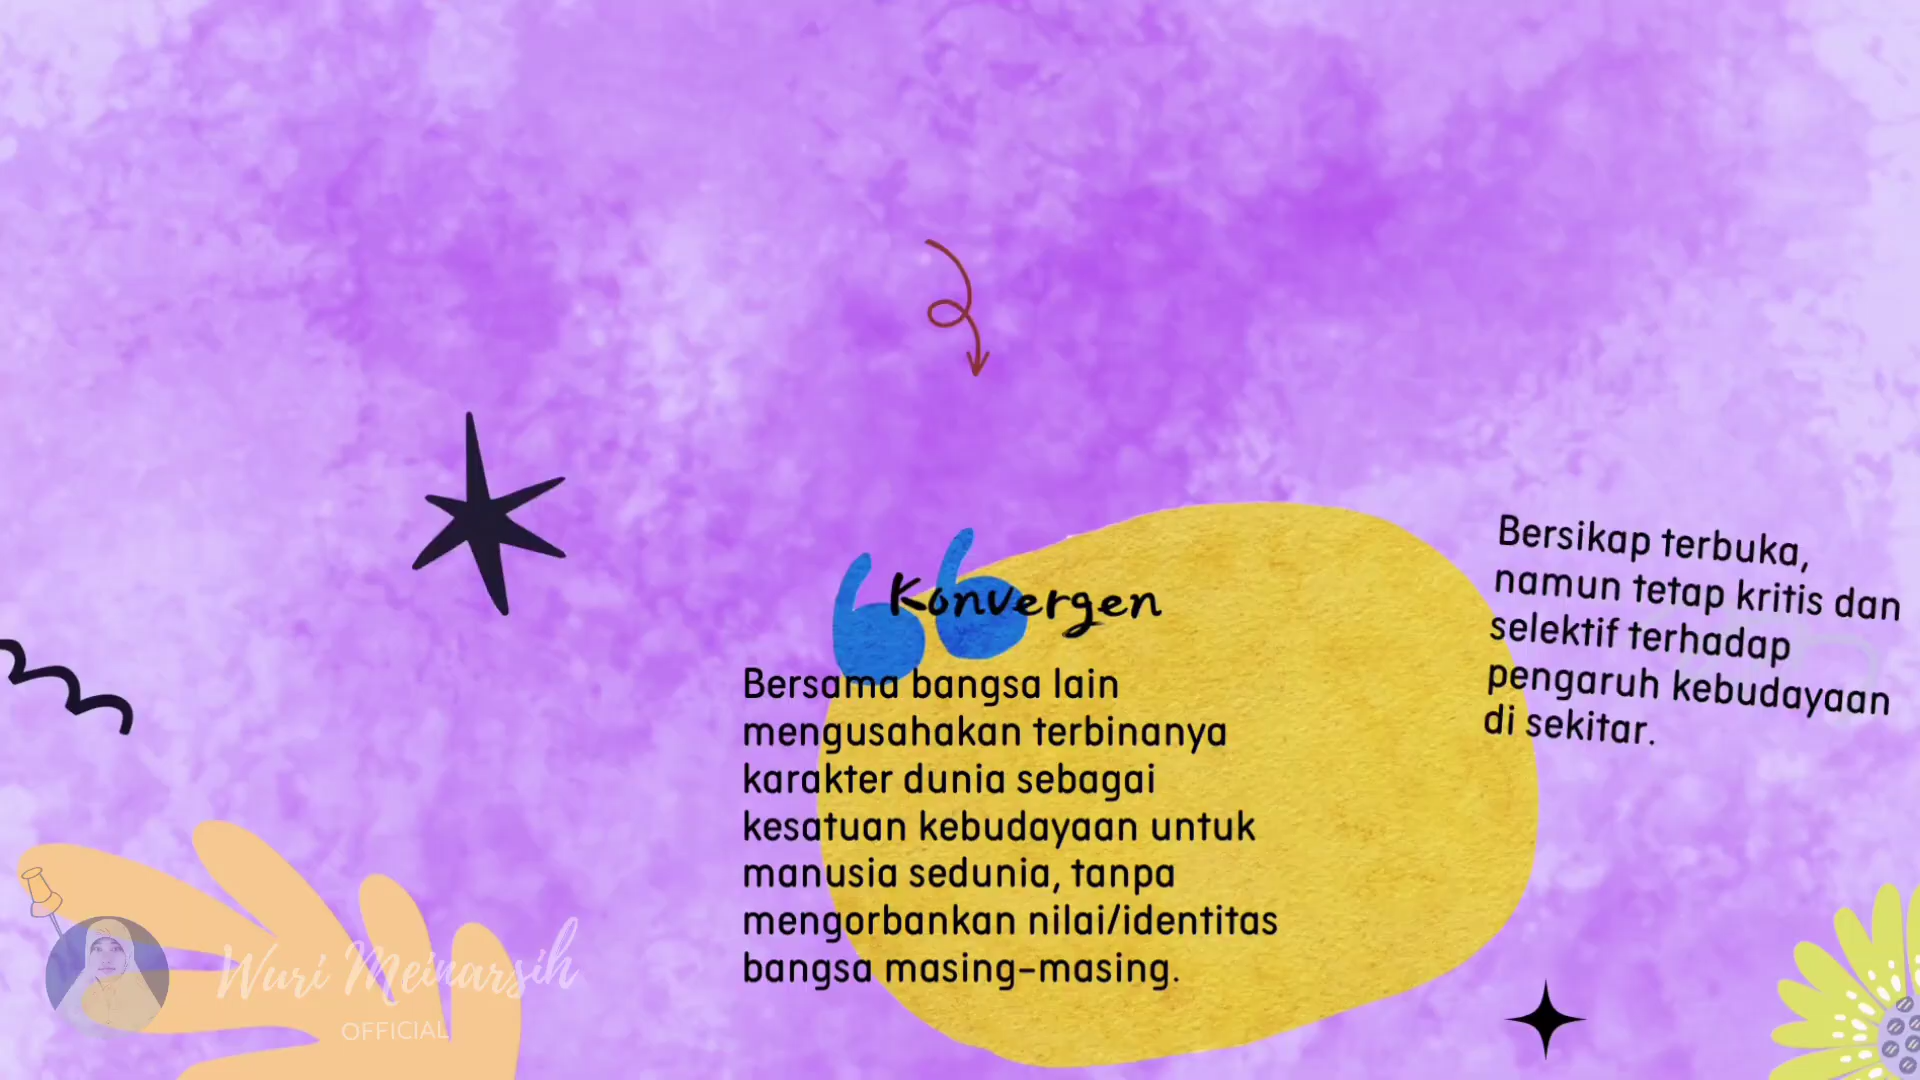 Konvergen
Bersama bangsa lain
mengusahakan terbinanya
karakter dunia sebagai
kesatuan kebudayaan untuk
manusia sedunia, tanpa
mengorbankan nilai/identitas
bangsa masing-masing.
Bersikap terbuka,
namun tetap kritis dan
selektif terhadap
pengaruh kebudayaan
di sekitar.
Wuri Meinarsih
OFFICIAL